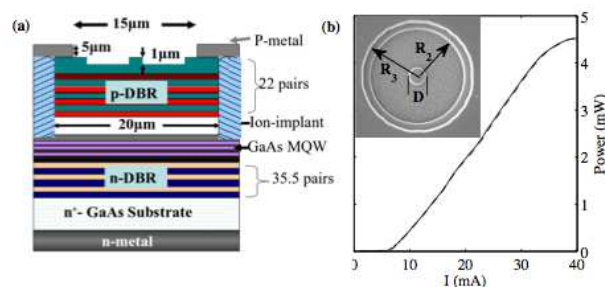 (a)
15μm
5μm
1μm
P-metal
p-DBR
22 pairs
20μm
Ion-implant
GaAs MQW
n-DBR
35.5 pairs
n⁺- GaAs Substrate
n-metal
(b)
R₃
R₂
D
5
4
3
2
1
0
Power (mW)
0
10
20
30
40
I (mA)